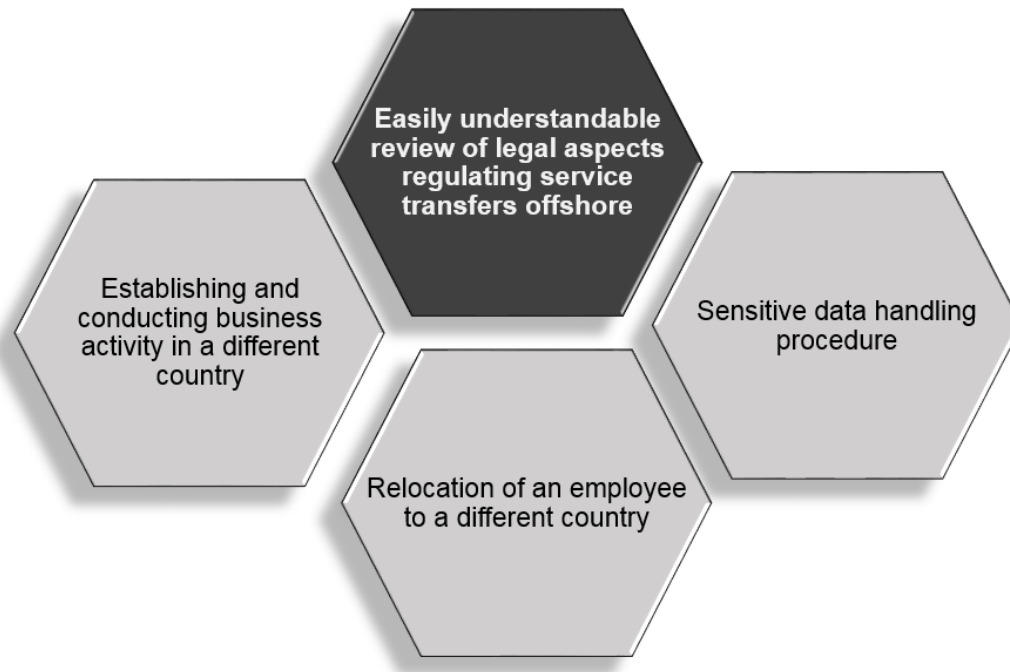 Easily understandable
review of legal aspects
regulating service
transfers offshore
Establishing and
conducting business
activity in a different
country
Sensitive data handling
procedure
Relocation of an employee
to a different country